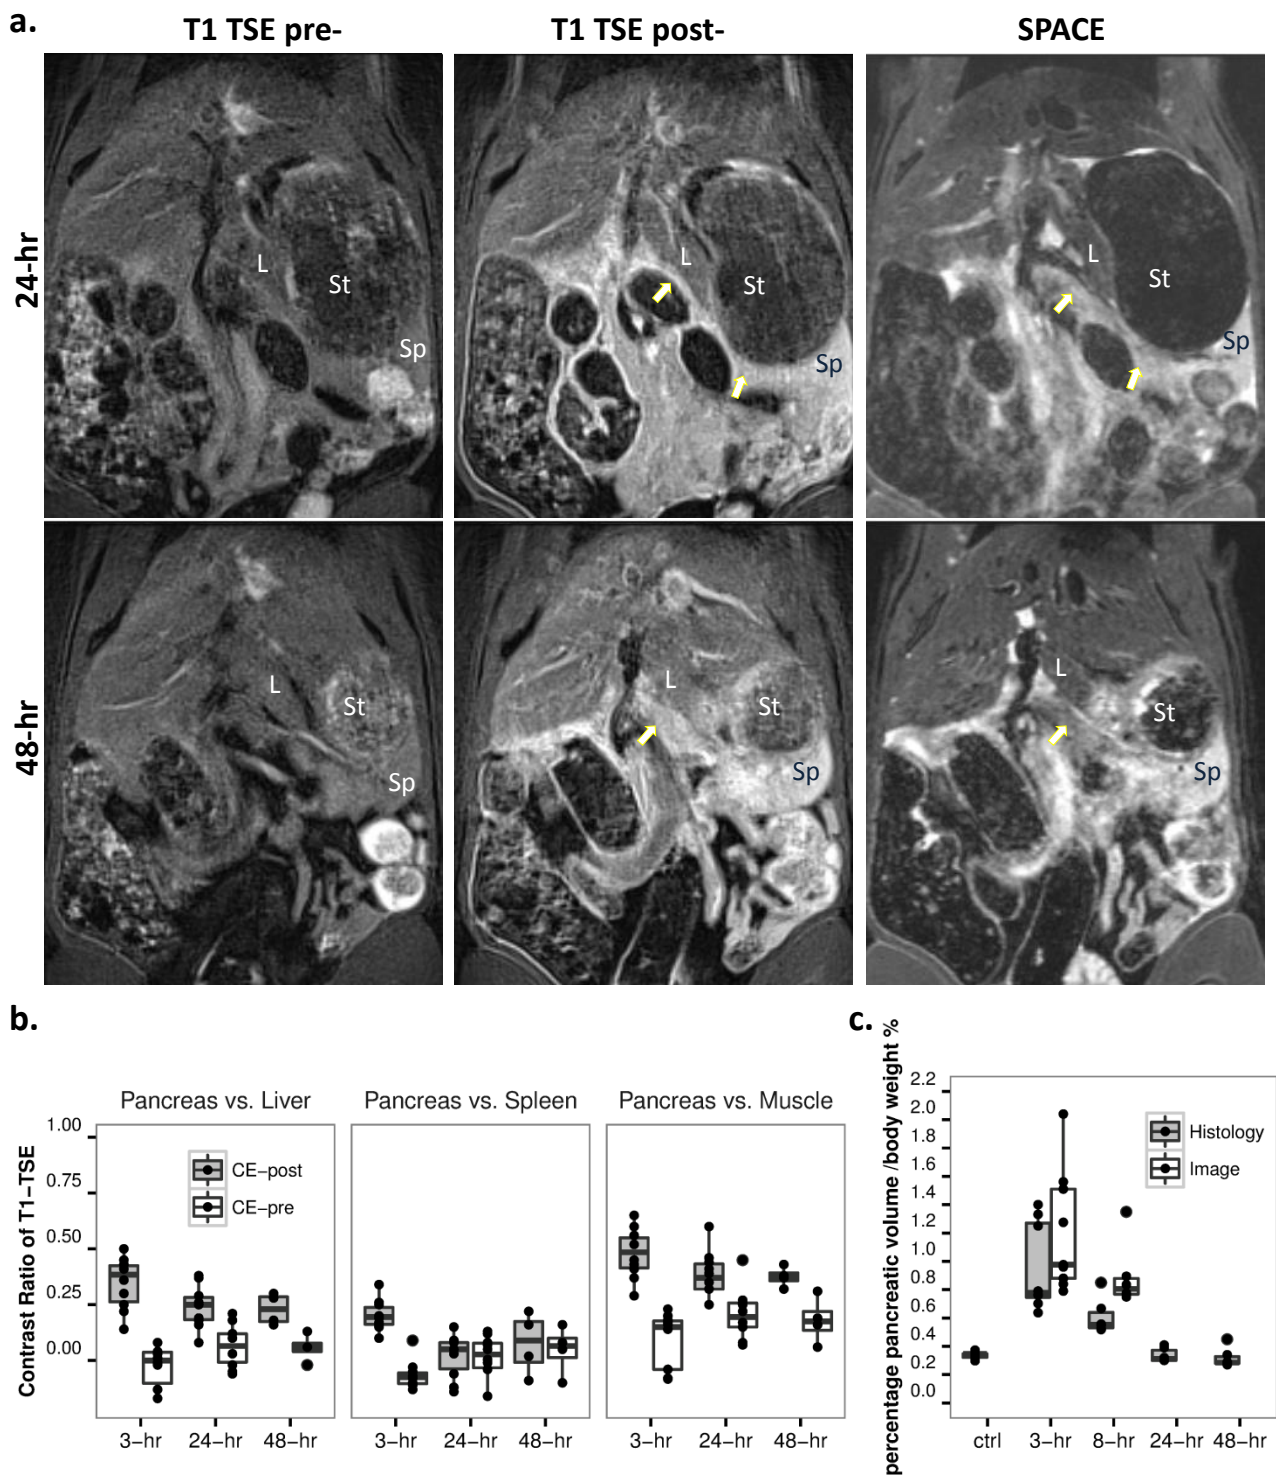 a.
T1 TSE pre-
T1 TSE post-
SPACE
24-hr
L
St
Sp
L
St
Sp
L
St
Sp
48-hr
L
St
Sp
L
St
Sp
L
St
Sp
b.
Pancreas vs. Liver
Pancreas vs. Spleen
Pancreas vs. Muscle
Contrast Ratio of T1−TSE
1.00
0.75
0.50
0.25
0.00
CE−post
CE−pre
3−hr
24−hr
48−hr
3−hr
24−hr
48−hr
3−hr
24−hr
48−hr
c.
percentage pancreatic volume /body weight %
2.2
2.0
1.8
1.6
1.4
1.2
1.0
0.8
0.6
0.4
0.2
0.0
Histology
Image
ctrl
3−hr
8−hr
24−hr
48−hr